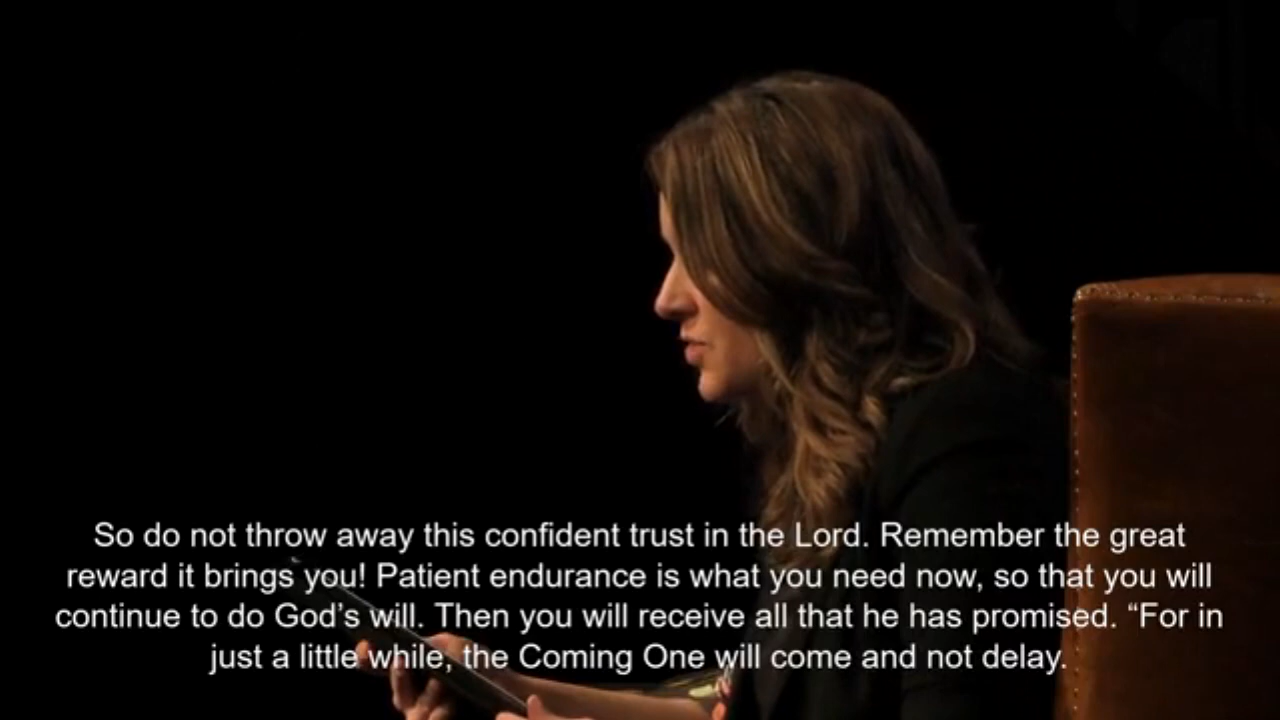 So do not throw away this confident trust in the Lord. Remember the great
reward it brings you! Patient endurance is what you need now, so that you will
continue to do God’s will. Then you will receive all that he has promised. “For in
just a little while, the Coming One will come and not delay.